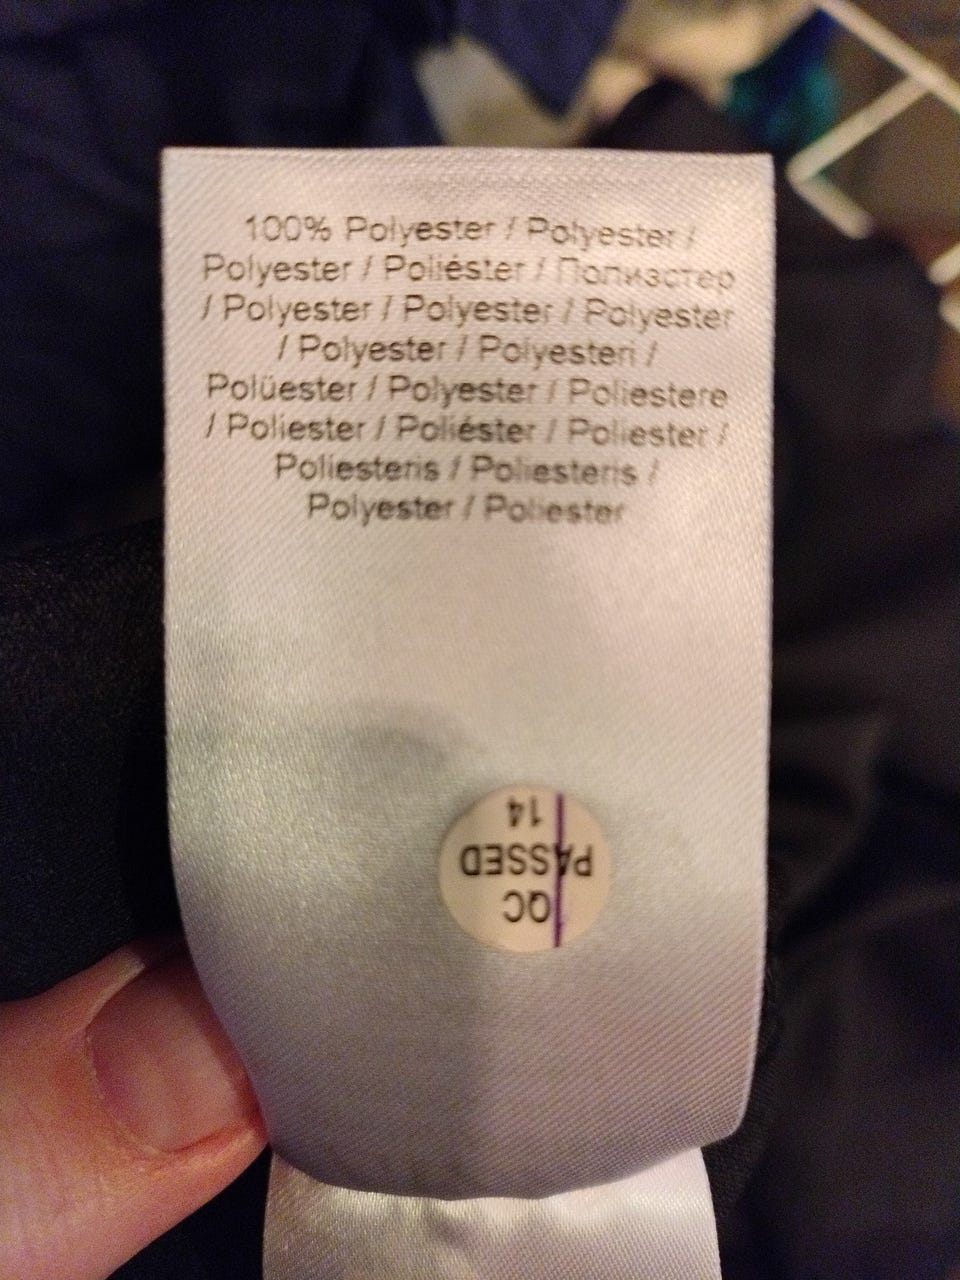 100% Polyester / Polyester /
Polyester / Poliéster / Полиэстер
/ Polyester / Polyester / Polyester
/ Polyester / Polyesteri /
Polüester / Polyester / Poliestere
/ Poliester / Poliéster / Poliester /
Poliesteris / Poliesteris /
Polyester / Poliester
QC
PASSED
14